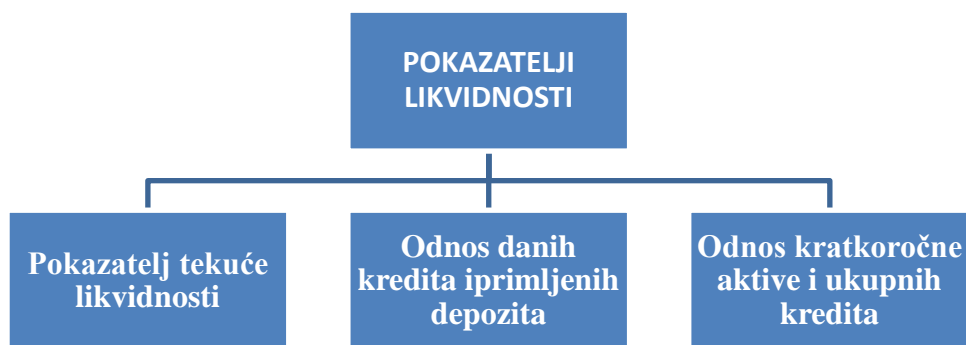 POKAZATELJI
LIKVIDNOSTI
Pokazatelj tekuće
likvidnosti
Odnos danih
kredita iprimljenih
depozita
Odnos kratkoročne
aktive i ukupnih
kredita